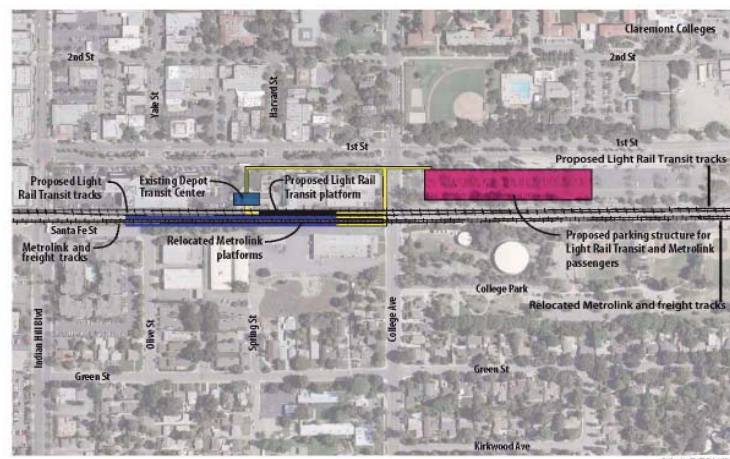 Claremont Colleges
2nd St
2nd St
Yale St
Harvard St
1st St
1st St
Proposed Light Rail Transit tracks
Proposed Light
Rail Transit tracks
Existing Depot
Transit Center
Proposed Light Rail
Transit platform
Santa Fe St
Metrolink and
freight tracks
Relocated Metrolink
platforms
Proposed parking structure for
Light Rail Transit and Metrolink
passengers
College Park
Relocated Metrolink and freight tracks
Indian Hill Blvd
Olive St
Spring St
College Ave
Green St
Green St
Kirkwood Ave